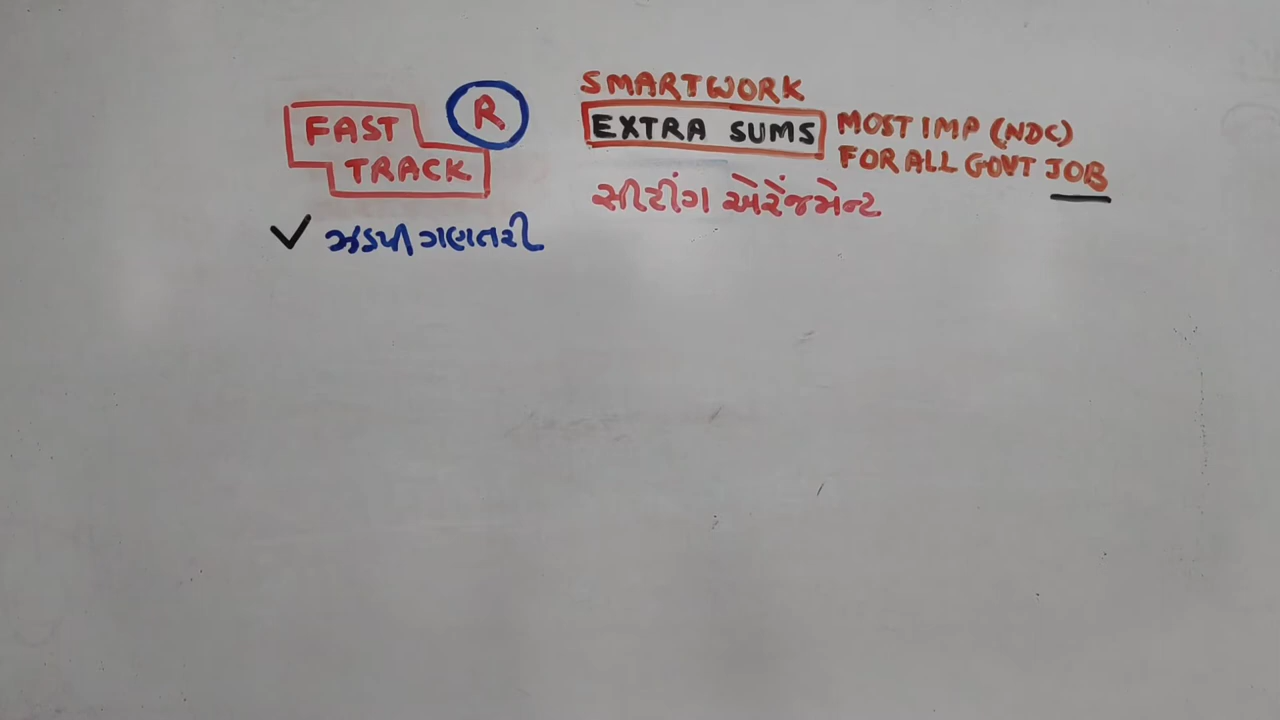 FAST
TRACK
R
✓ ઝડપી ગણતરી
SMARTWORK
EXTRA SUMS
MOST IMP (NDC)
FOR ALL GOVT JOB
સીટીંગ એરેંજમેન્ટ